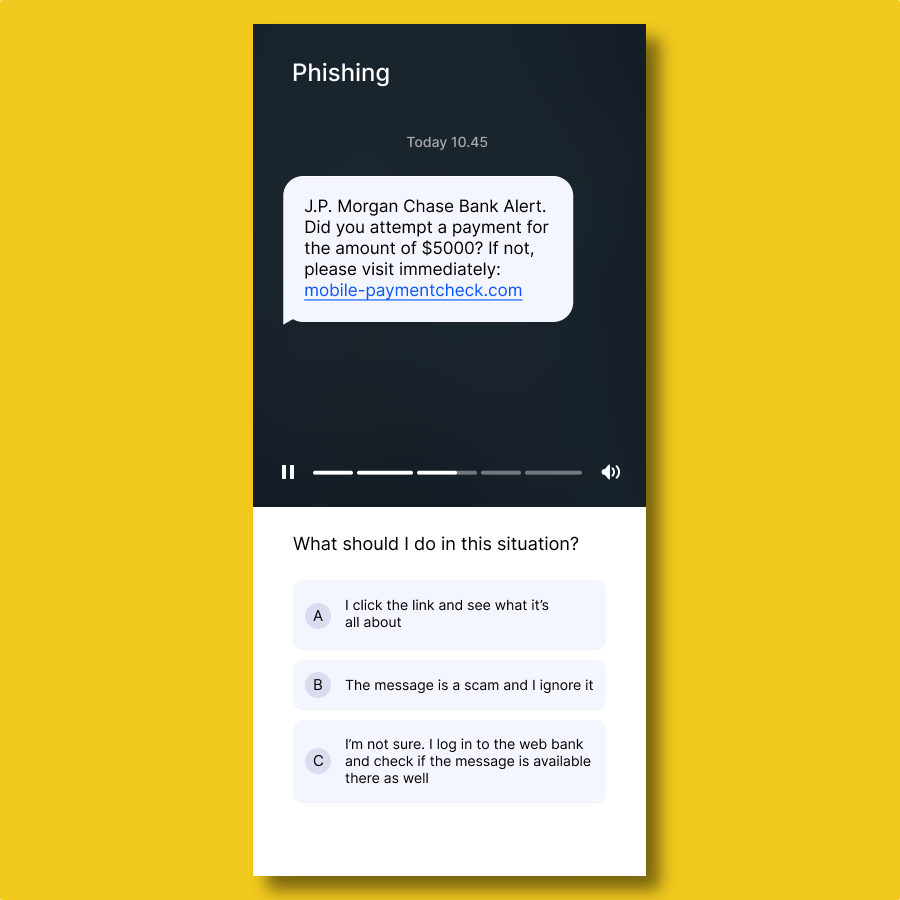 Phishing
Today 10.45
J.P. Morgan Chase Bank Alert.
Did you attempt a payment for
the amount of $5000? If not,
please visit immediately:
mobile-paymentcheck.com
What should I do in this situation?
A
I click the link and see what it’s
all about
B
The message is a scam and I ignore it
C
I’m not sure. I log in to the web bank
and check if the message is available
there as well